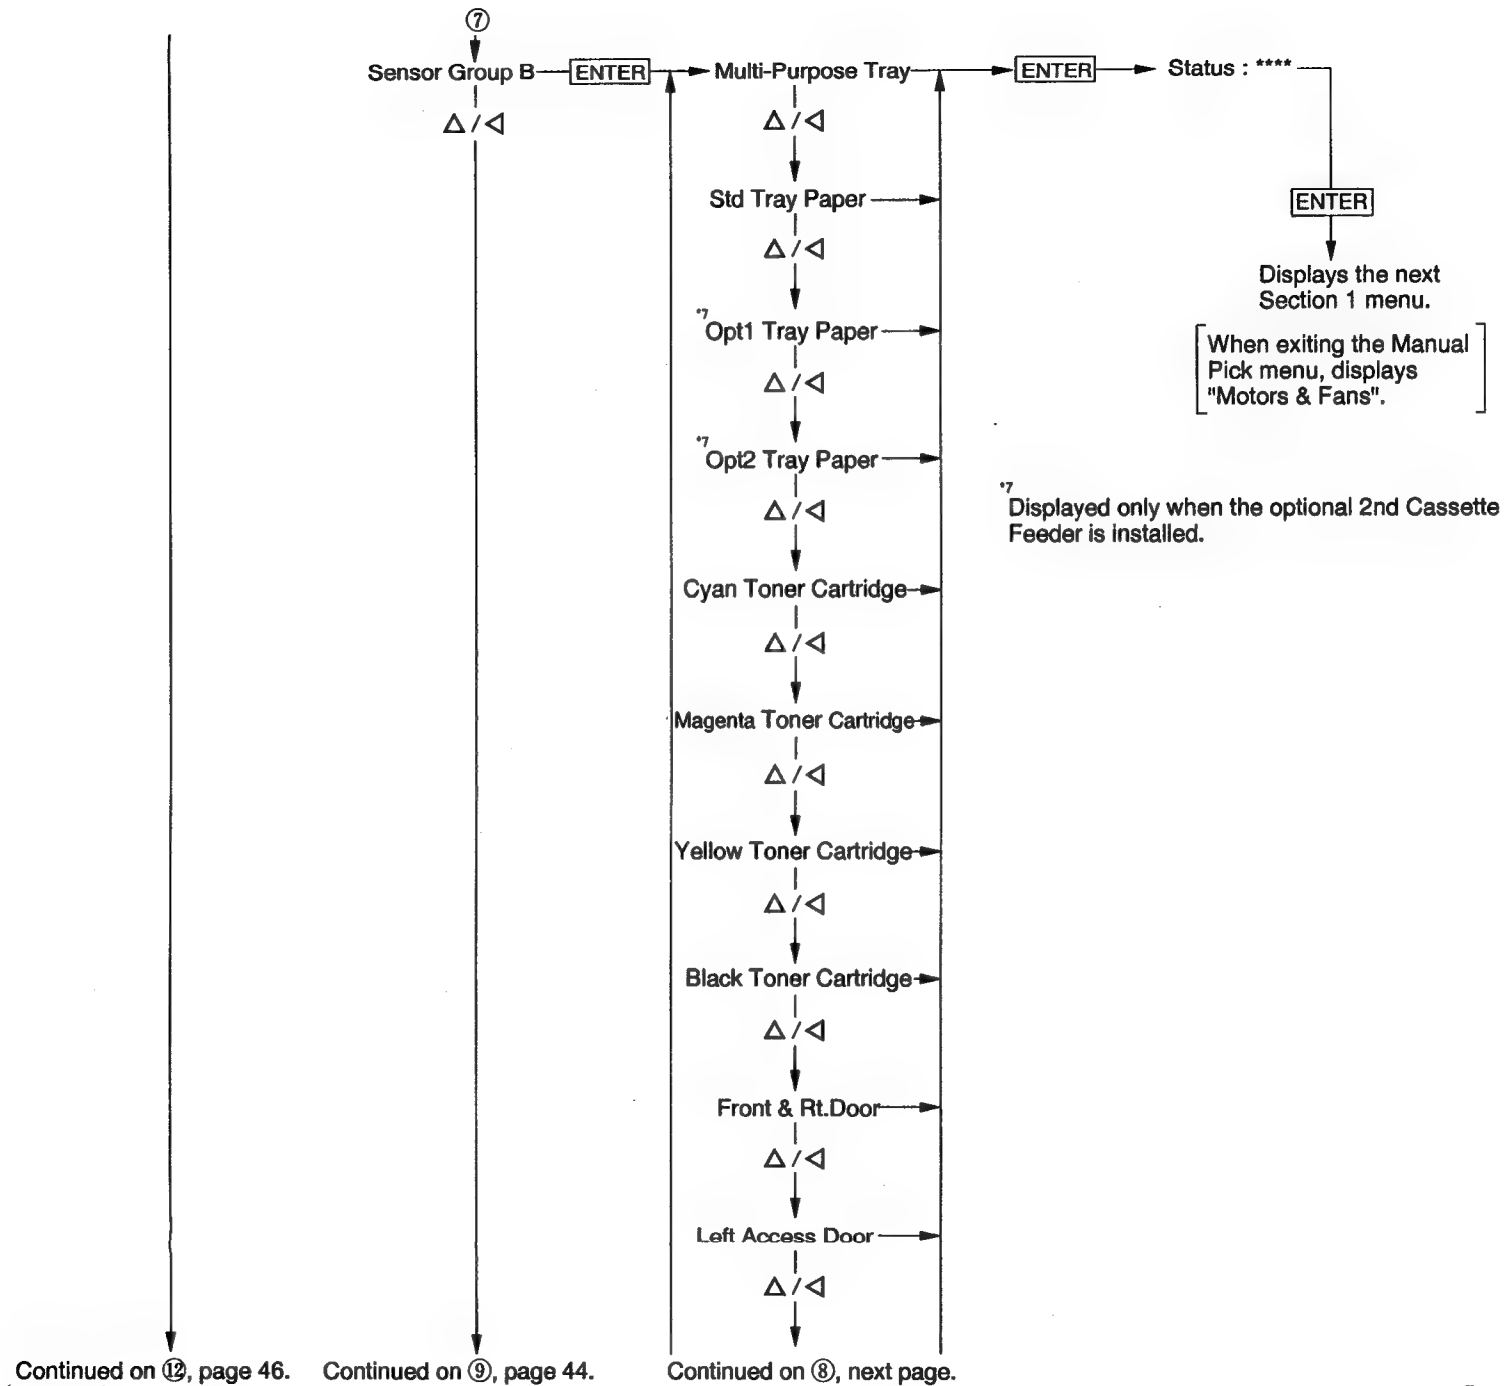 ⑦
Sensor Group B ENTER Multi-Purpose Tray ENTER Status : ****
△/◁ △/◁
Std Tray Paper ENTER
△/◁
Displays the next
Section 1 menu.
*7 Opt1 Tray Paper
When exiting the Manual
Pick menu, displays
"Motors & Fans".
△/◁
*7 Opt2 Tray Paper
*7
Displayed only when the optional 2nd Cassette
Feeder is installed.
△/◁
Cyan Toner Cartridge
△/◁
Magenta Toner Cartridge
△/◁
Yellow Toner Cartridge
△/◁
Black Toner Cartridge
△/◁
Front & Rt.Door
△/◁
Left Access Door
△/◁
Continued on ⑫, page 46. Continued on ⑨, page 44. Continued on ⑧, next page.